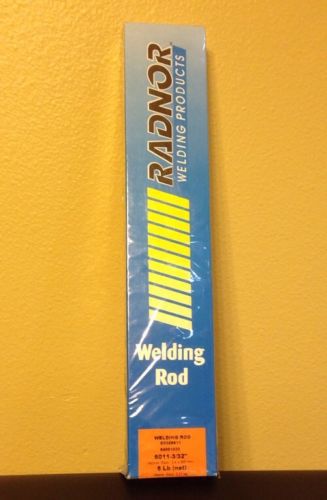 RADNOR
WELDING PRODUCTS
Welding
Rod
WELDING ROD
6011-3/32"
5 Lb (net)